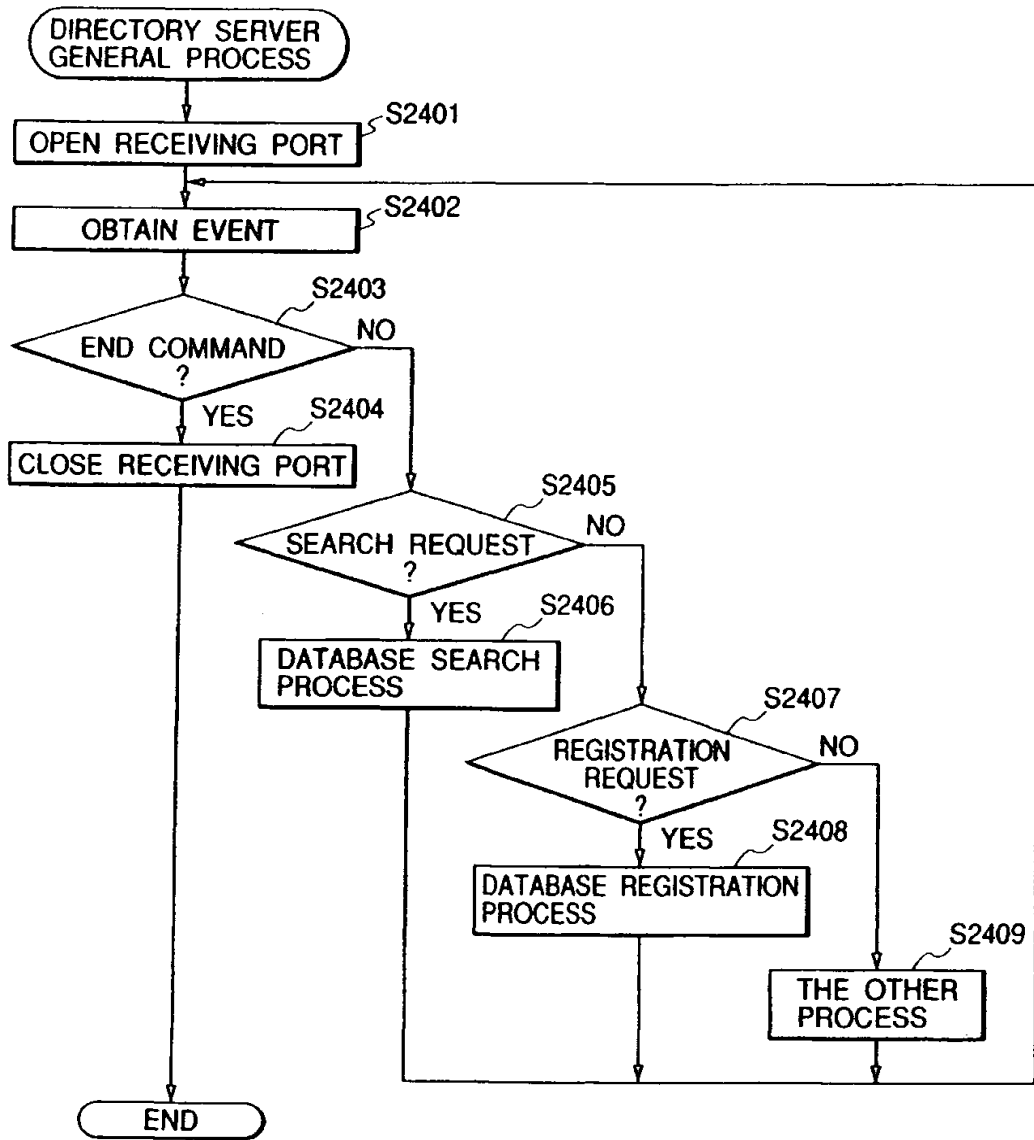 DIRECTORY SERVER
GENERAL PROCESS
S2401
OPEN RECEIVING PORT
S2402
OBTAIN EVENT
S2403
END COMMAND
?
NO
YES
S2404
CLOSE RECEIVING PORT
S2405
SEARCH REQUEST
?
NO
YES
S2406
DATABASE SEARCH
PROCESS
S2407
REGISTRATION
REQUEST
?
NO
YES
S2408
DATABASE REGISTRATION
PROCESS
S2409
THE OTHER
PROCESS
END